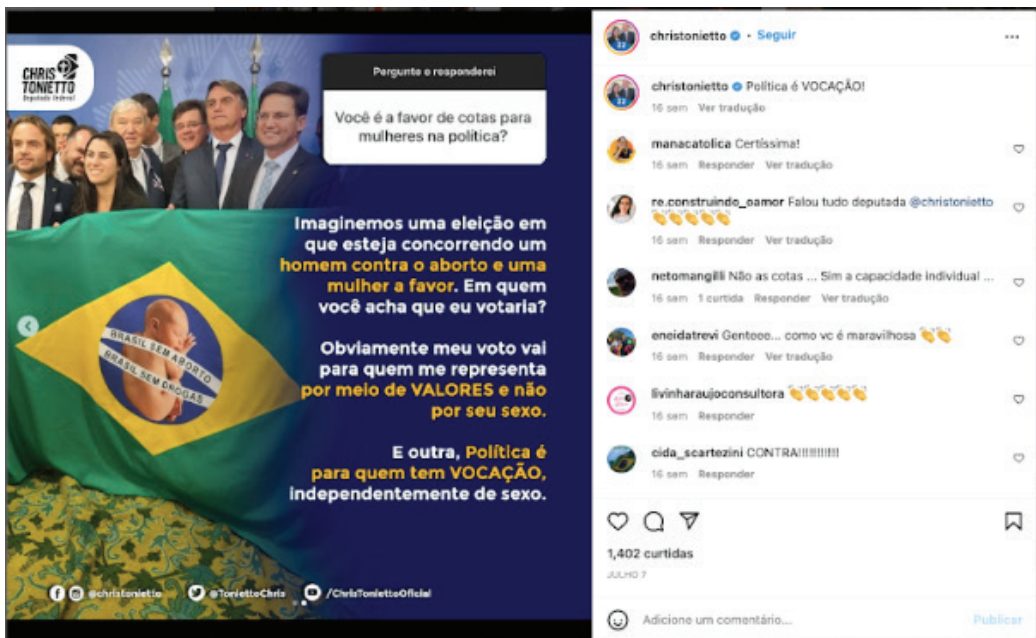 CHRIS
TONIETTO
Deputada Federal
Pergunte e responderei
Você é a favor de cotas para
mulheres na política?
Imaginemos uma eleição em
que esteja concorrendo um
homem contra o aborto e uma
mulher a favor. Em quem
você acha que eu votaria?
Obviamente meu voto vai
para quem me representa
por meio de VALORES e não
por seu sexo.
E outra, Política é
para quem tem VOCAÇÃO,
independentemente de sexo.
BRASIL SEM ABORTO
BRASIL SEM DROGAS
@christonietto
@ToniettoChris
/ChrisToniettoOficial
christonietto • Seguir
christonietto Política é VOCAÇÃO!
16 sem Ver tradução
manacatolica Certíssima!
16 sem Responder Ver tradução
re.construindo_oamor Falou tudo deputada @christonietto
👏👏👏👏👏
16 sem Responder Ver tradução
netomangilli Não as cotas ... Sim a capacidade individual ...
16 sem 1 curtida Responder Ver tradução
eneidatrevi Genteee... como vc é maravilhosa 👏👏
16 sem Responder Ver tradução
livinharaujoconsultora 👏👏👏👏👏
16 sem Responder
cida_scartezini CONTRA!!!!!!!!!!!!
16 sem Responder
1,402 curtidas
JULHO 7
Adicione um comentário...
Publicar